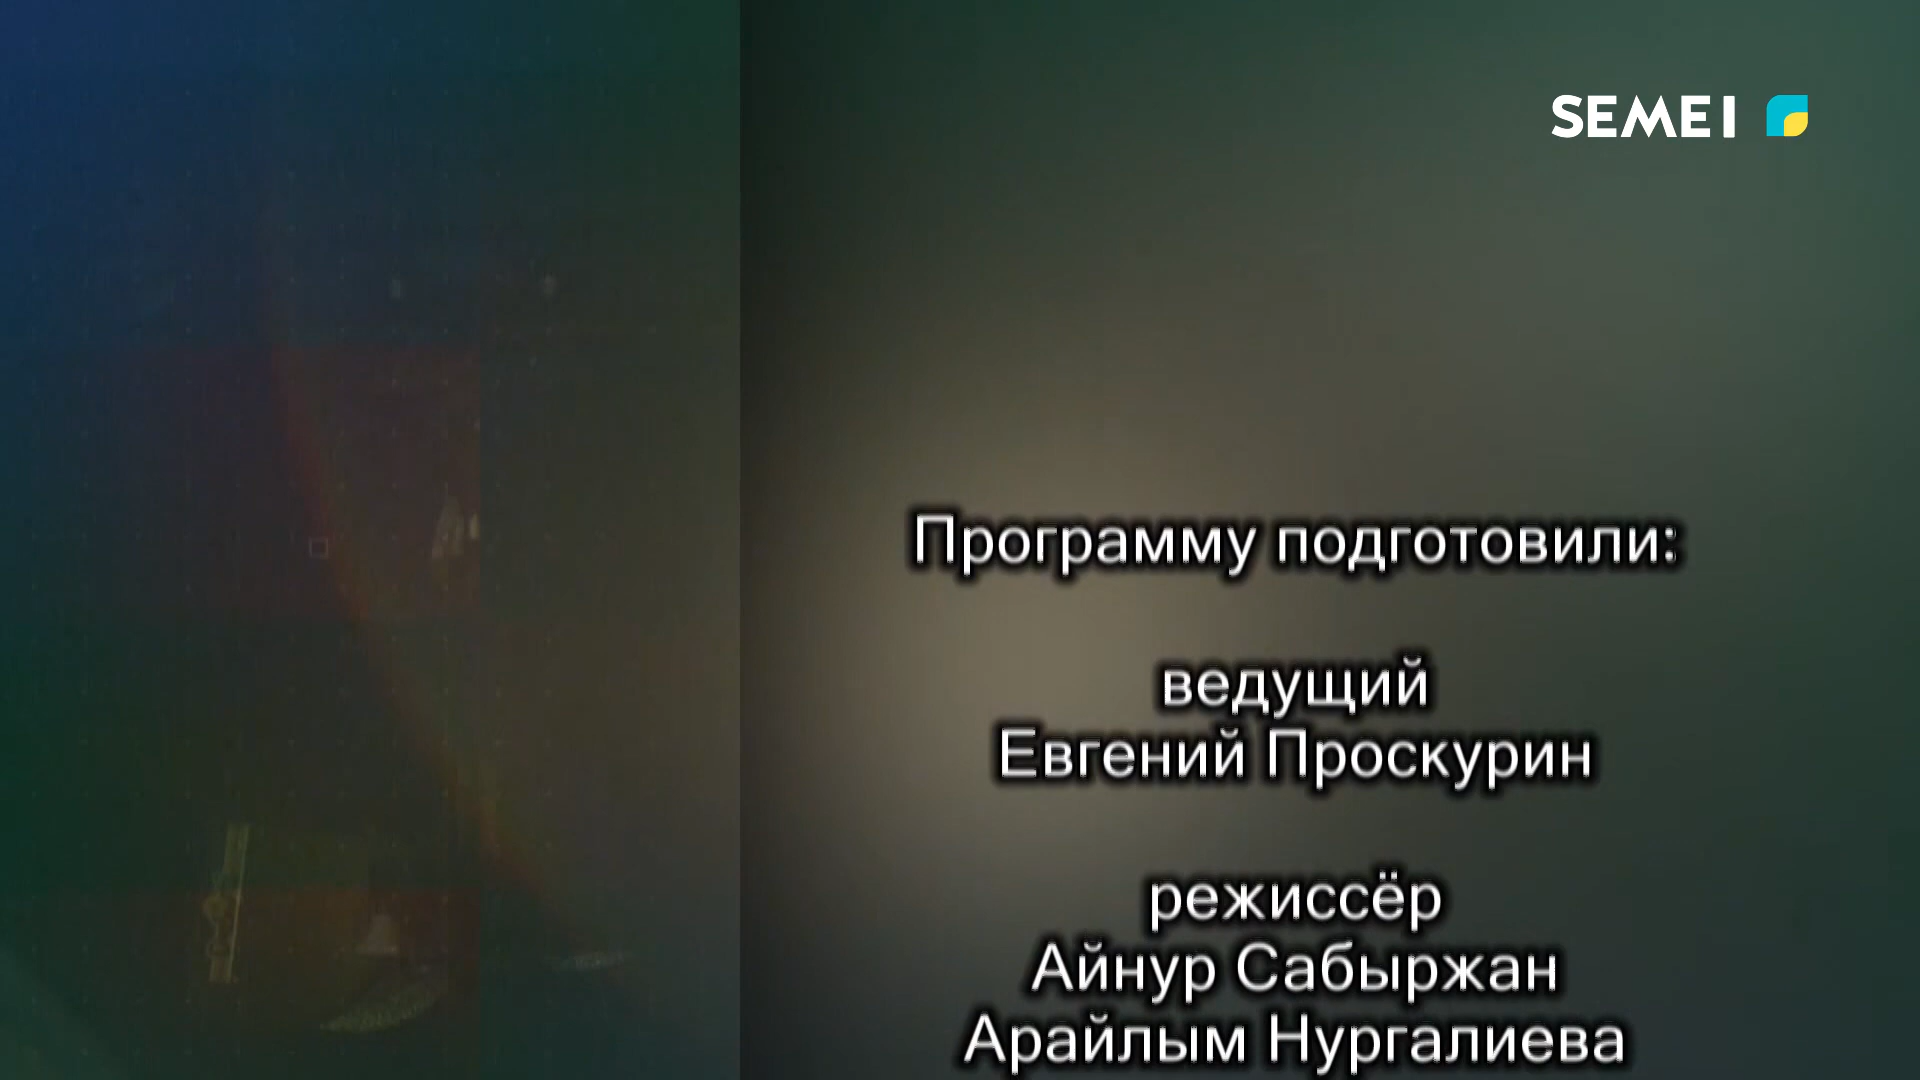 SEMEI
Программу подготовили:
ведущий
Евгений Проскурин
режиссёр
Айнур Сабыржан
Арайлым Нургалиева